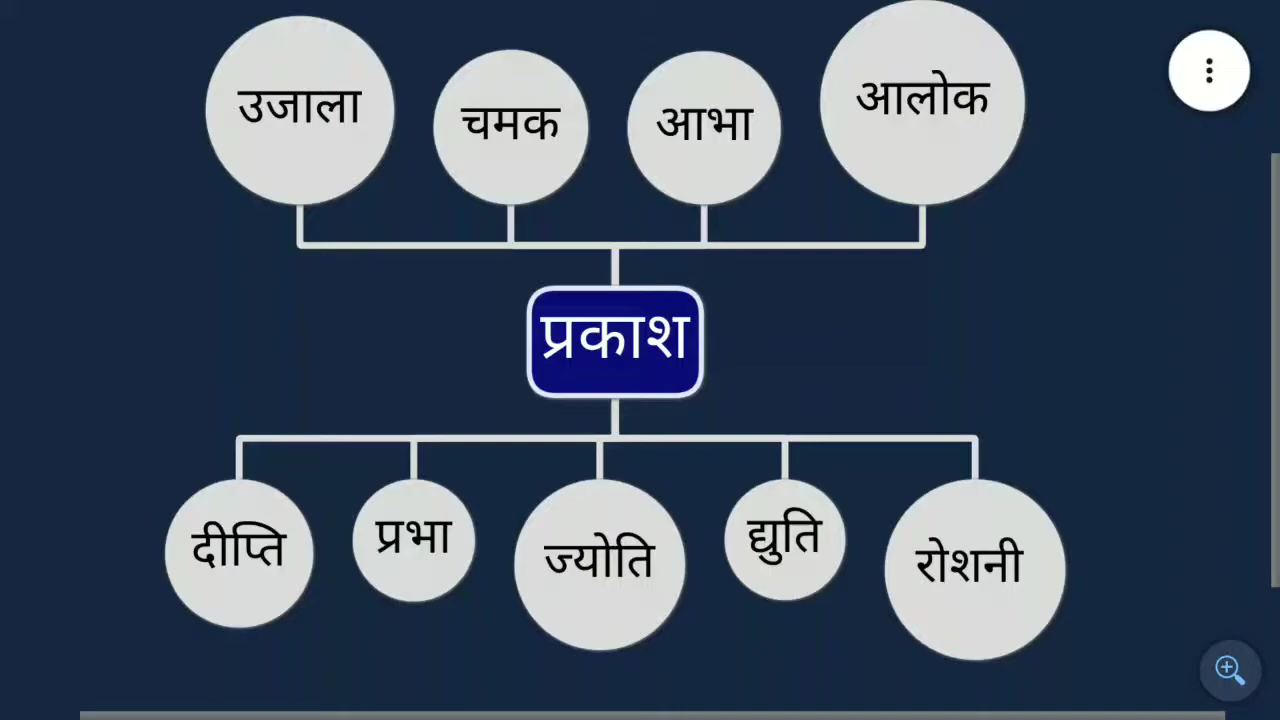 उजाला
चमक
आभा
आलोक
प्रकाश
दीप्ति
प्रभा
ज्योति
द्युति
रोशनी